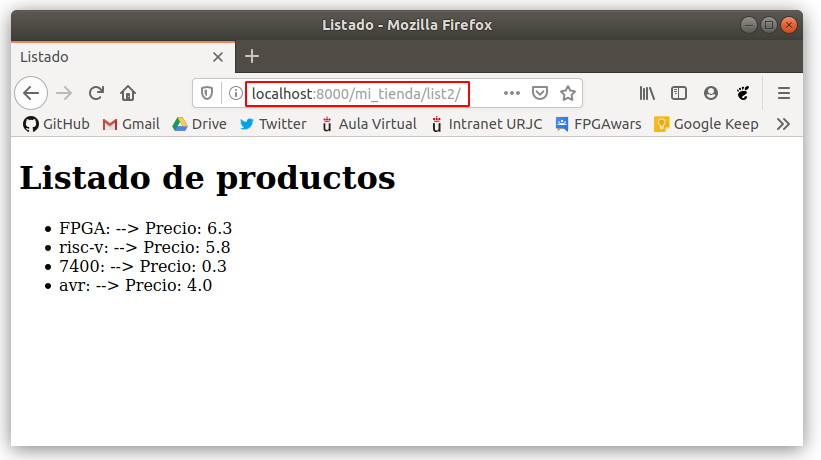 Listado - Mozilla Firefox
Listado
localhost:8000/mi_tienda/list2/
GitHub Gmail Drive Twitter Aula Virtual Intranet URJC FPGAwars Google Keep
Listado de productos
FPGA: --> Precio: 6.3
risc-v: --> Precio: 5.8
7400: --> Precio: 0.3
avr: --> Precio: 4.0